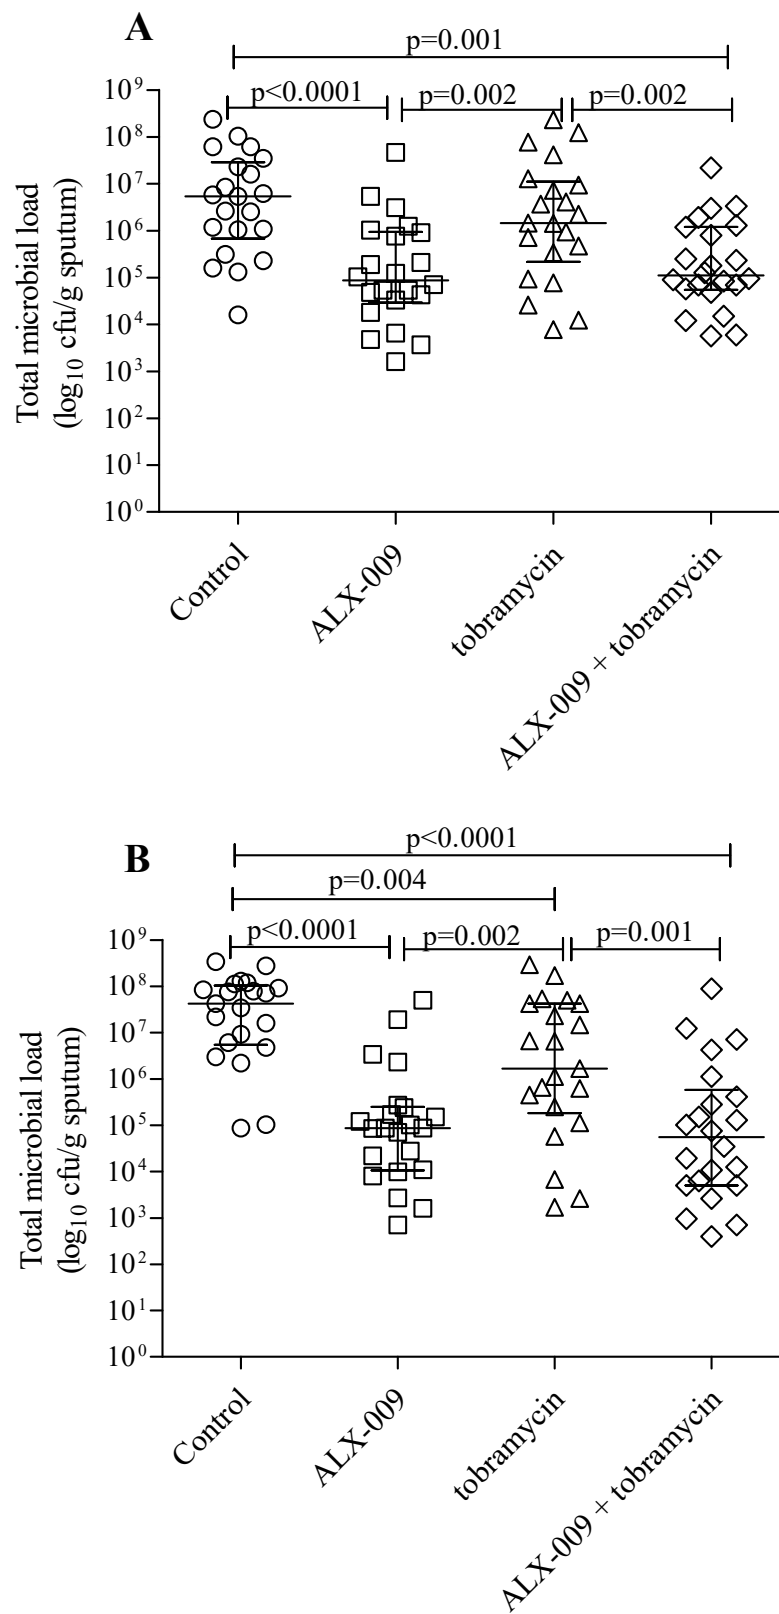 A
p=0.001
p<0.0001 p=0.002 p=0.002
Total microbial load
(log₁₀ cfu/g sputum)
10⁹
10⁸
10⁷
10⁶
10⁵
10⁴
10³
10²
10¹
10⁰
Control
ALX-009
tobramycin
ALX-009 + tobramycin
B
p<0.0001
p=0.004
p<0.0001 p=0.002 p=0.001
Total microbial load
(log₁₀ cfu/g sputum)
10⁹
10⁸
10⁷
10⁶
10⁵
10⁴
10³
10²
10¹
10⁰
Control
ALX-009
tobramycin
ALX-009 + tobramycin